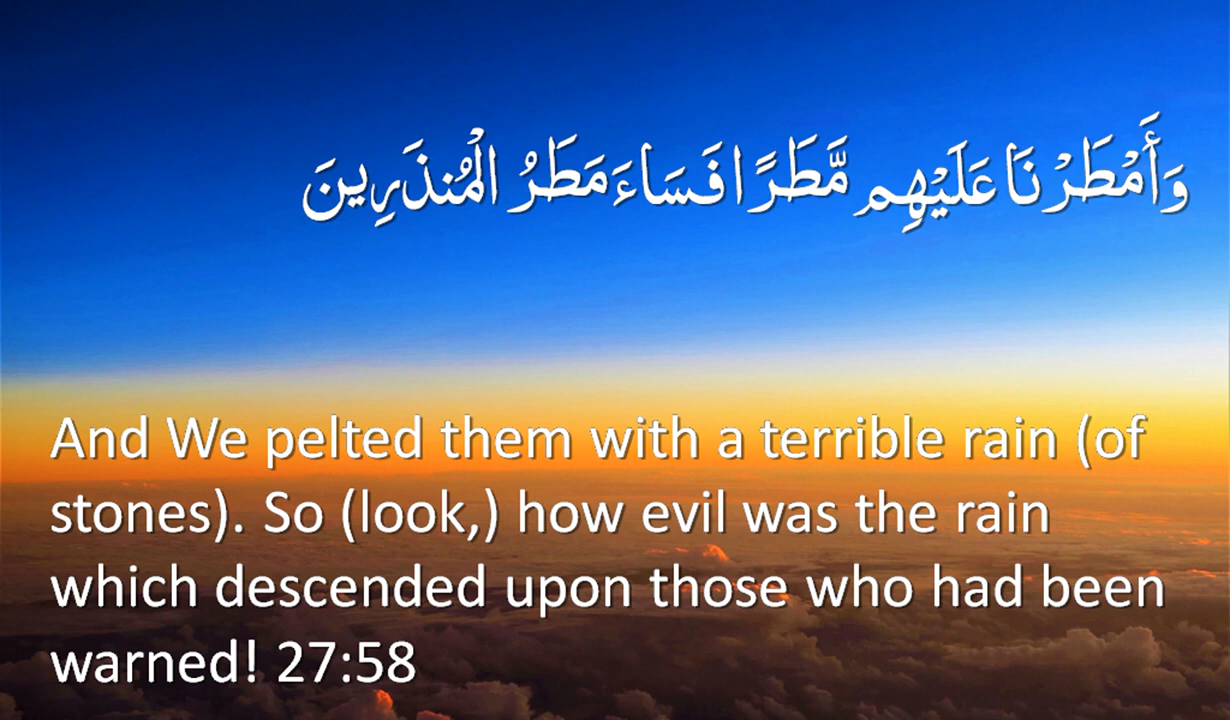 وَأَمْطَرْنَا عَلَيْهِم مَّطَرًا فَسَاءَ مَطَرُ الْمُنذَرِينَ
And We pelted them with a terrible rain (of
stones). So (look,) how evil was the rain
which descended upon those who had been
warned! 27:58